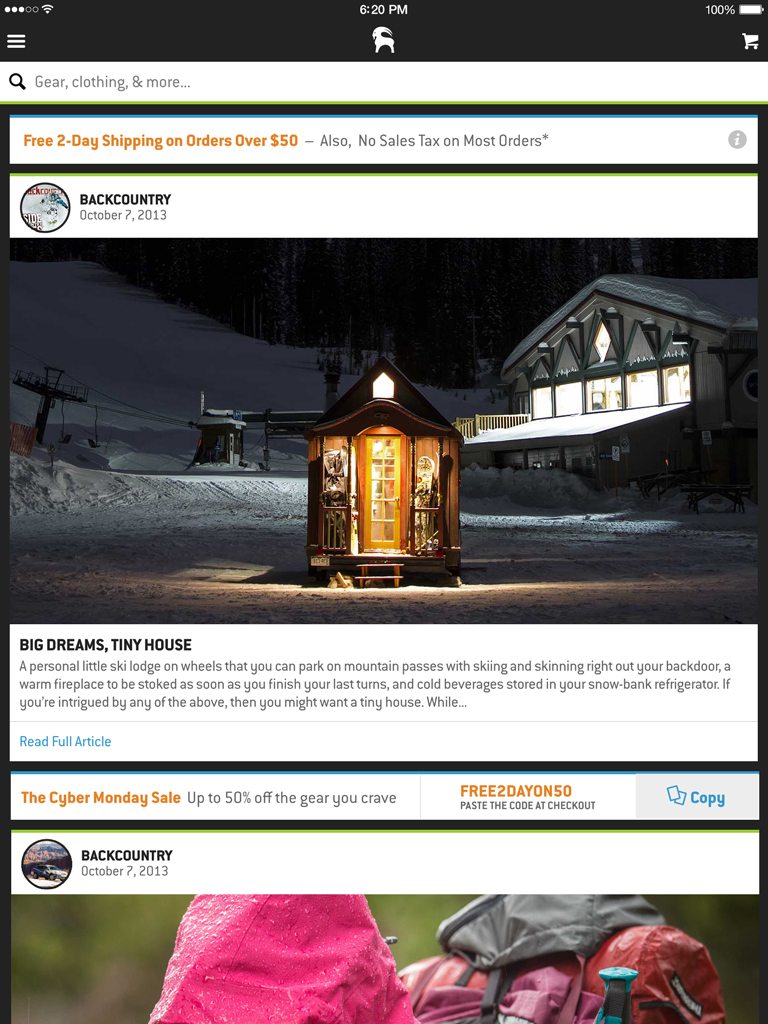 6:20 PM
100%
Gear, clothing, & more...
Free 2-Day Shipping on Orders Over $50 – Also, No Sales Tax on Most Orders*
BACKCOUNTRY
October 7, 2013
BIG DREAMS, TINY HOUSE
A personal little ski lodge on wheels that you can park on mountain passes with skiing and skinning right out your backdoor, a
warm fireplace to be stoked as soon as you finish your last turns, and cold beverages stored in your snow-bank refrigerator. If
you're intrigued by any of the above, then you might want a tiny house. While...
Read Full Article
The Cyber Monday Sale Up to 50% off the gear you crave
FREE2DAYON50
PASTE THE CODE AT CHECKOUT
Copy
BACKCOUNTRY
October 7, 2013